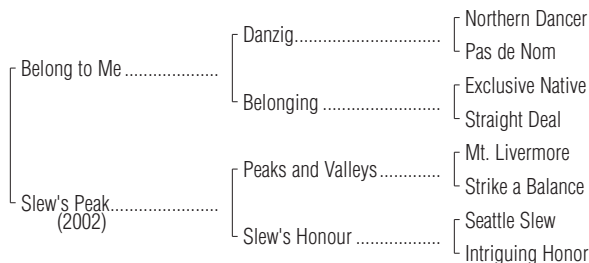 Northern Dancer
Danzig..............................
Pas de Nom
Belong to Me ....................
Exclusive Native
Belonging .........................
Straight Deal
Mt. Livermore
Peaks and Valleys.............
Strike a Balance
Slew's Peak.......................
(2002)
Seattle Slew
Slew's Honour ..................
Intriguing Honor